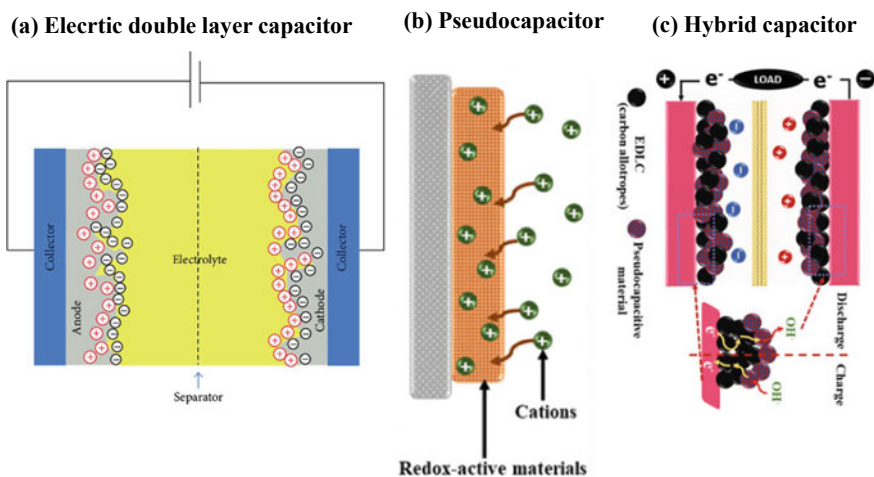 (a) Elecrtic double layer capacitor
(b) Pseudocapacitor
(c) Hybrid capacitor
Collector
Anode
Electrolyte
Cathode
Collector
Separator
Cations
Redox-active materials
+ e⁻ LOAD e⁻ −
EDLC
(carbon allotropes)
Pseudocapacitive
material
Discharge
Charge
OH⁻
OH⁻
e⁻
e⁻